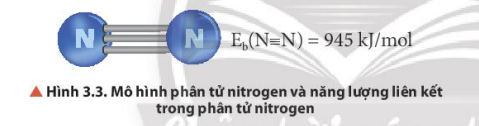 N N E_b(N≡N) = 945 kJ/mol
▲ Hình 3.3. Mô hình phân tử nitrogen và năng lượng liên kết
trong phân tử nitrogen